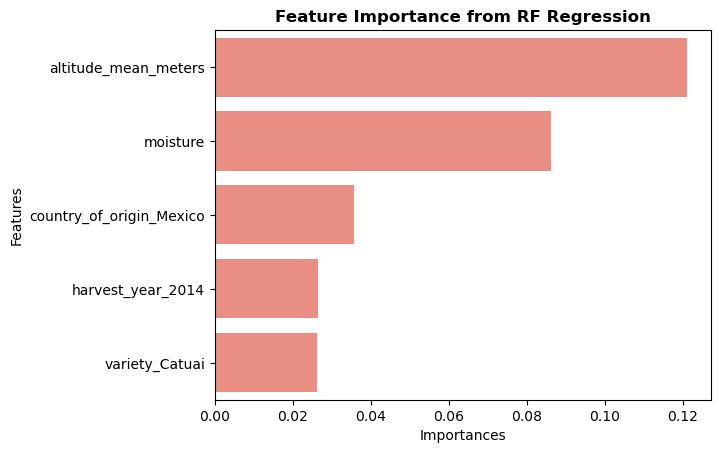 Feature Importance from RF Regression
altitude_mean_meters
moisture
country_of_origin_Mexico
harvest_year_2014
variety_Catuai
Features
0.00 0.02 0.04 0.06 0.08 0.10 0.12
Importances